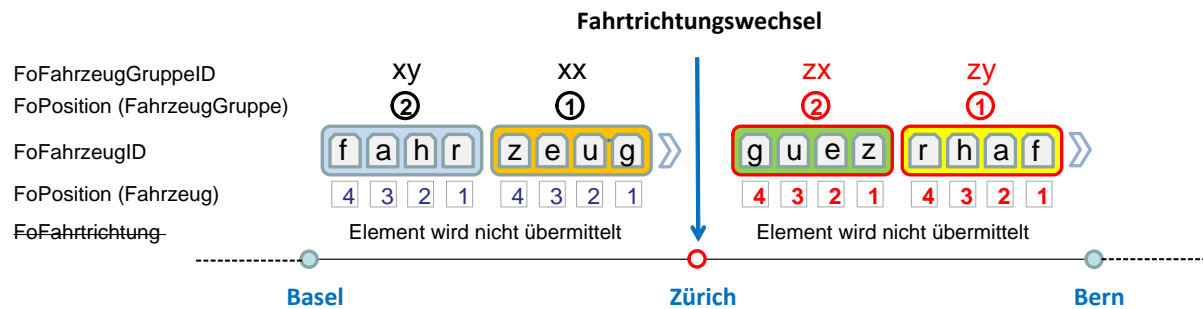 Fahrtrichtungswechsel
FoFahrzeugGruppeID xy xx zx zy
FoPosition (FahrzeugGruppe) 2 1 2 1
FoFahrzeugID f a h r z e u g g u e z r h a f
FoPosition (Fahrzeug) 4 3 2 1 4 3 2 1 4 3 2 1 4 3 2 1
FoFahrtrichtung Element wird nicht übermittelt Element wird nicht übermittelt
Basel Zürich Bern